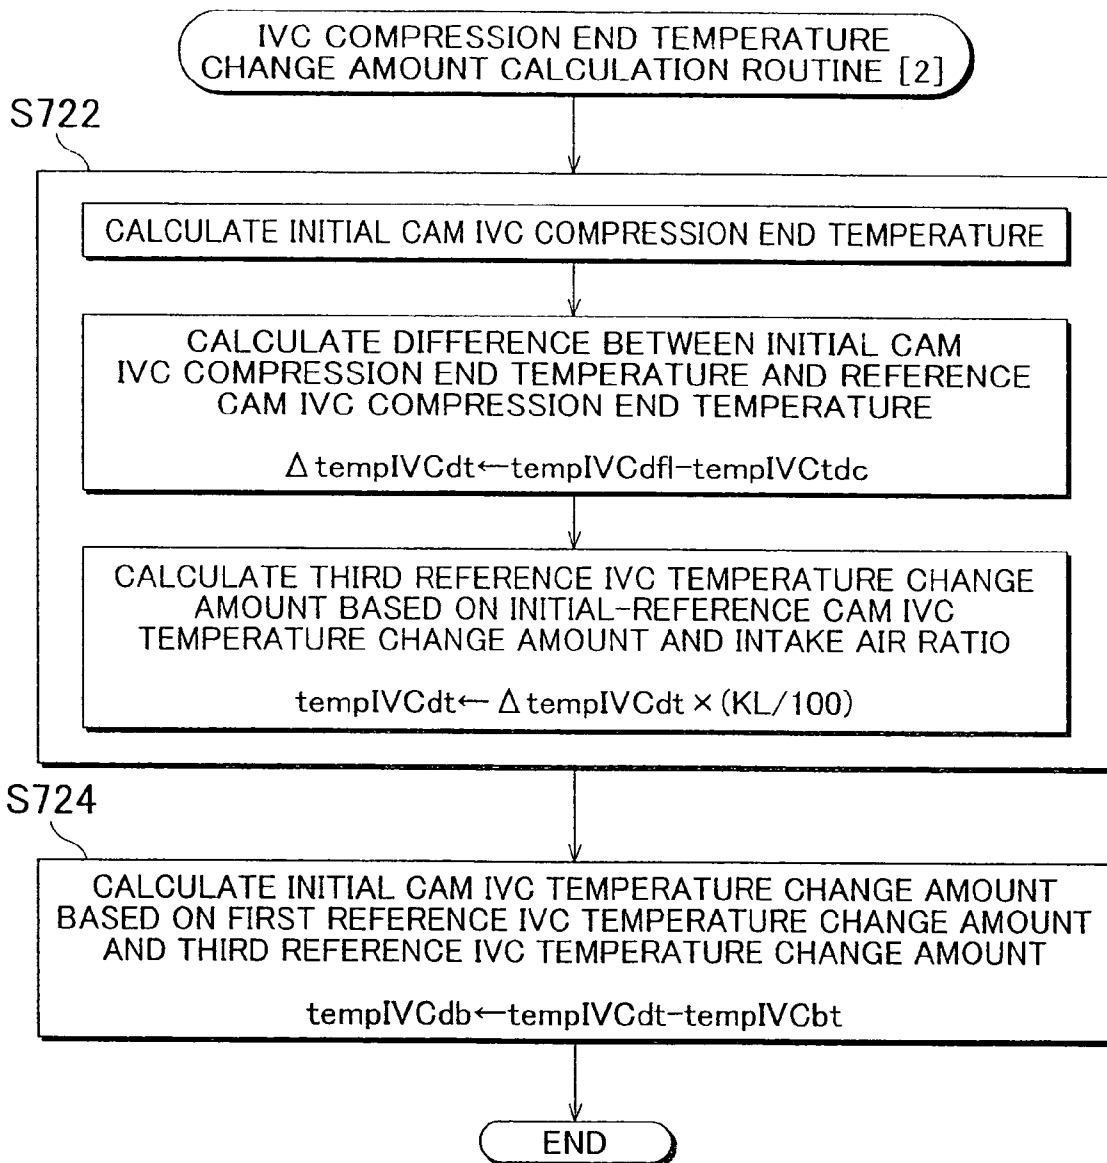 IVC COMPRESSION END TEMPERATURE
CHANGE AMOUNT CALCULATION ROUTINE [2]
S722
CALCULATE INITIAL CAM IVC COMPRESSION END TEMPERATURE
CALCULATE DIFFERENCE BETWEEN INITIAL CAM
IVC COMPRESSION END TEMPERATURE AND REFERENCE
CAM IVC COMPRESSION END TEMPERATURE
Δ tempIVCdt←tempIVCdfl-tempIVCtdc
CALCULATE THIRD REFERENCE IVC TEMPERATURE CHANGE
AMOUNT BASED ON INITIAL-REFERENCE CAM IVC
TEMPERATURE CHANGE AMOUNT AND INTAKE AIR RATIO
tempIVCdt← Δ tempIVCdt × (KL/100)
S724
CALCULATE INITIAL CAM IVC TEMPERATURE CHANGE AMOUNT
BASED ON FIRST REFERENCE IVC TEMPERATURE CHANGE AMOUNT
AND THIRD REFERENCE IVC TEMPERATURE CHANGE AMOUNT
tempIVCdb←tempIVCdt-tempIVCbt
END